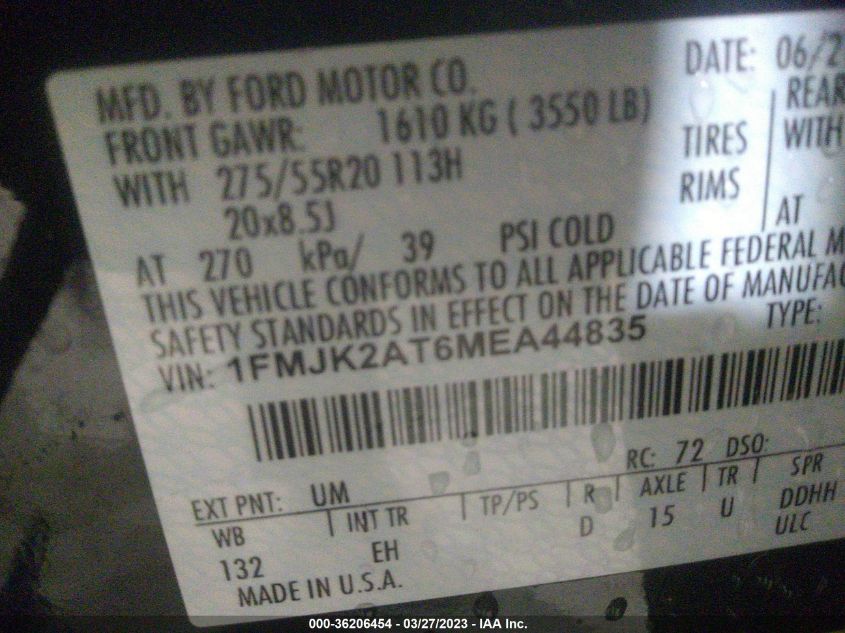 MFD. BY FORD MOTOR CO.
DATE: 06/2
FRONT GAWR: 1610 KG ( 3550 LB)
REAR
WITH 275/55R20 113H
TIRES
WITH
20x8.5J
RIMS
AT 270 kPa/ 39 PSI COLD
AT
THIS VEHICLE CONFORMS TO ALL APPLICABLE FEDERAL M
SAFETY STANDARDS IN EFFECT ON THE DATE OF MANUFAC
VIN: 1FMJK2AT6MEA44835
TYPE:
RC: 72 DSO:
EXT PNT: UM
WB INT TR TP/PS R AXLE TR SPR
132 EH D 15 U DDHH
ULC
MADE IN U.S.A.
000-36206454 - 03/27/2023 - IAA Inc.